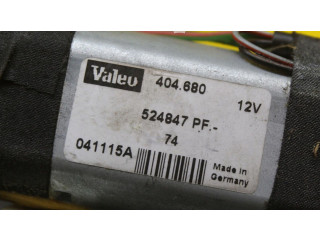 Valeo 404.680
12V
524847 PF.-
74
041115A
Made in
Germany